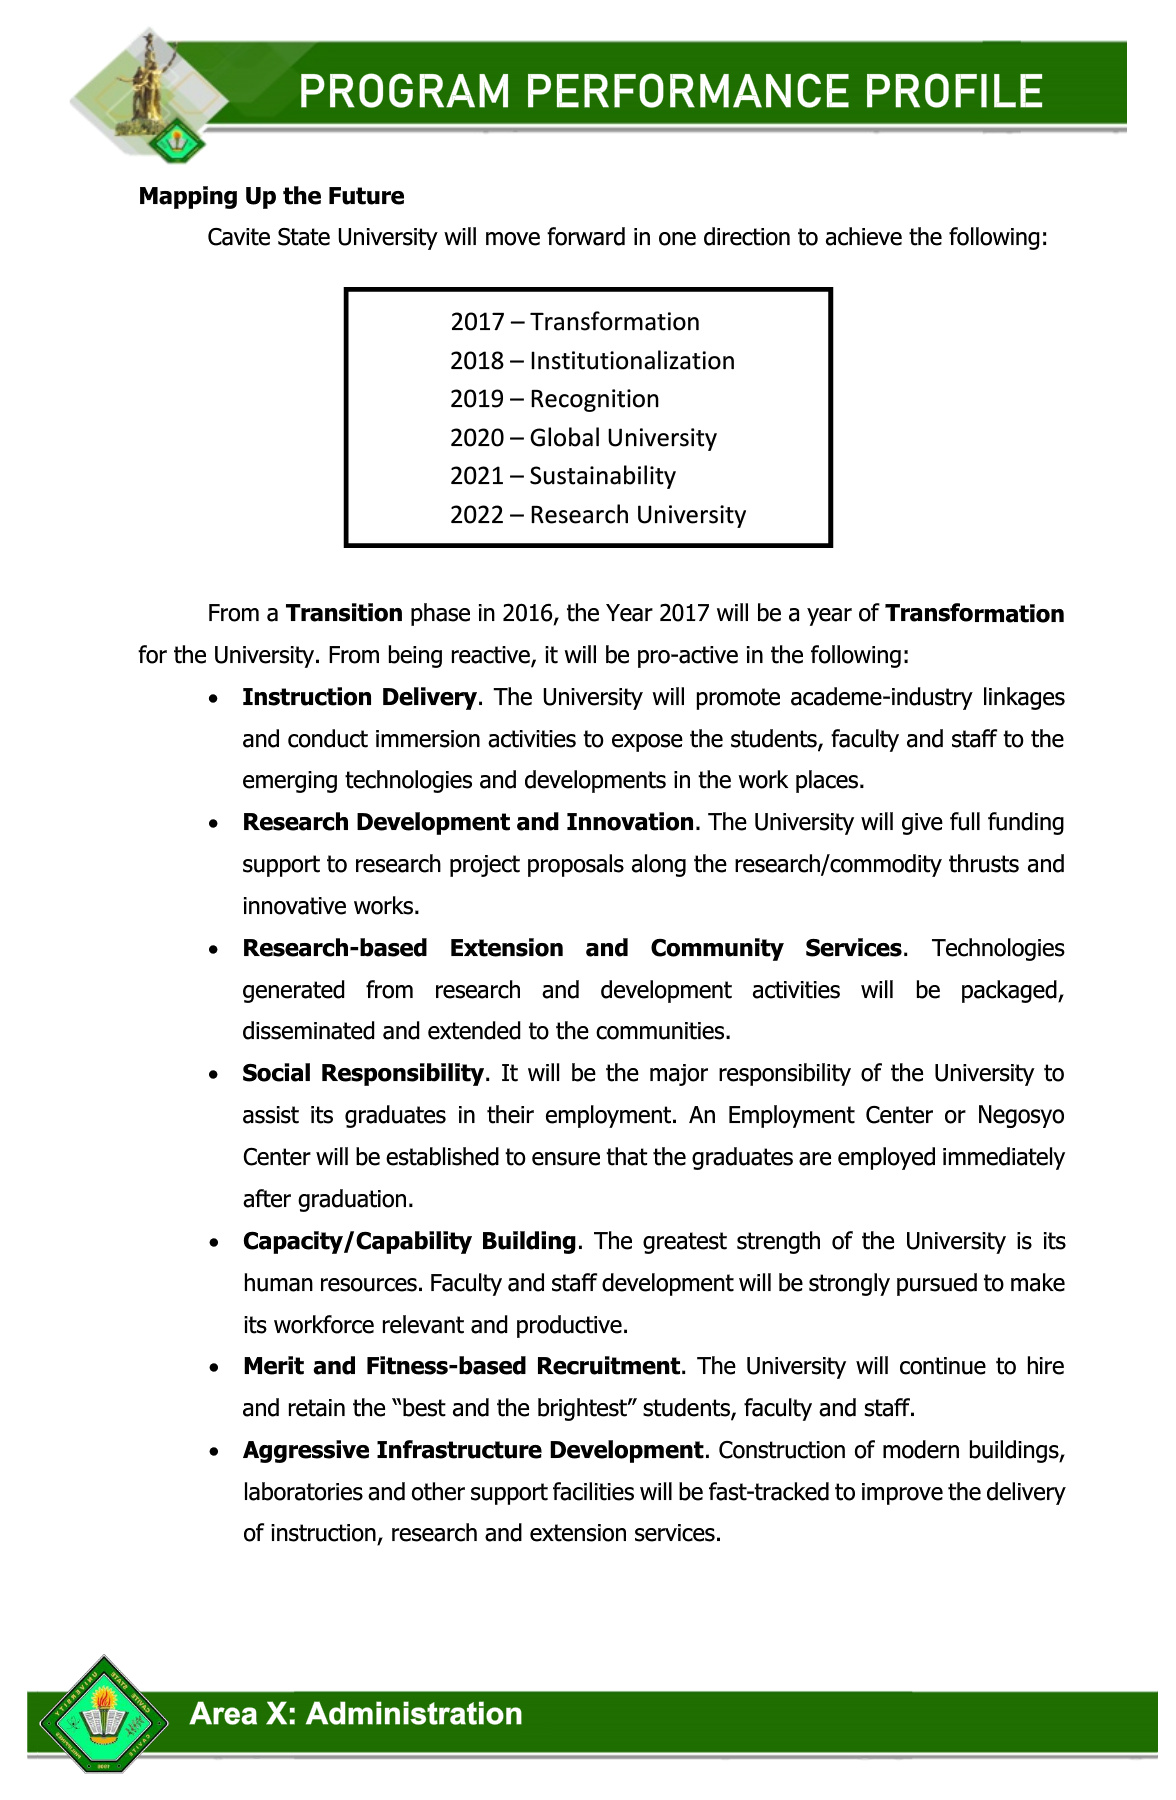 PROGRAM PERFORMANCE PROFILE
Mapping Up the Future
Cavite State University will move forward in one direction to achieve the following:
2017 – Transformation
2018 – Institutionalization
2019 – Recognition
2020 – Global University
2021 – Sustainability
2022 – Research University
From a Transition phase in 2016, the Year 2017 will be a year of Transformation
for the University. From being reactive, it will be pro-active in the following:
• Instruction Delivery. The University will promote academe-industry linkages
and conduct immersion activities to expose the students, faculty and staff to the
emerging technologies and developments in the work places.
• Research Development and Innovation. The University will give full funding
support to research project proposals along the research/commodity thrusts and
innovative works.
• Research-based Extension and Community Services. Technologies
generated from research and development activities will be packaged,
disseminated and extended to the communities.
• Social Responsibility. It will be the major responsibility of the University to
assist its graduates in their employment. An Employment Center or Negosyo
Center will be established to ensure that the graduates are employed immediately
after graduation.
• Capacity/Capability Building. The greatest strength of the University is its
human resources. Faculty and staff development will be strongly pursued to make
its workforce relevant and productive.
• Merit and Fitness-based Recruitment. The University will continue to hire
and retain the “best and the brightest” students, faculty and staff.
• Aggressive Infrastructure Development. Construction of modern buildings,
laboratories and other support facilities will be fast-tracked to improve the delivery
of instruction, research and extension services.
CAVITE STATE UNIVERSITY
Area X: Administration